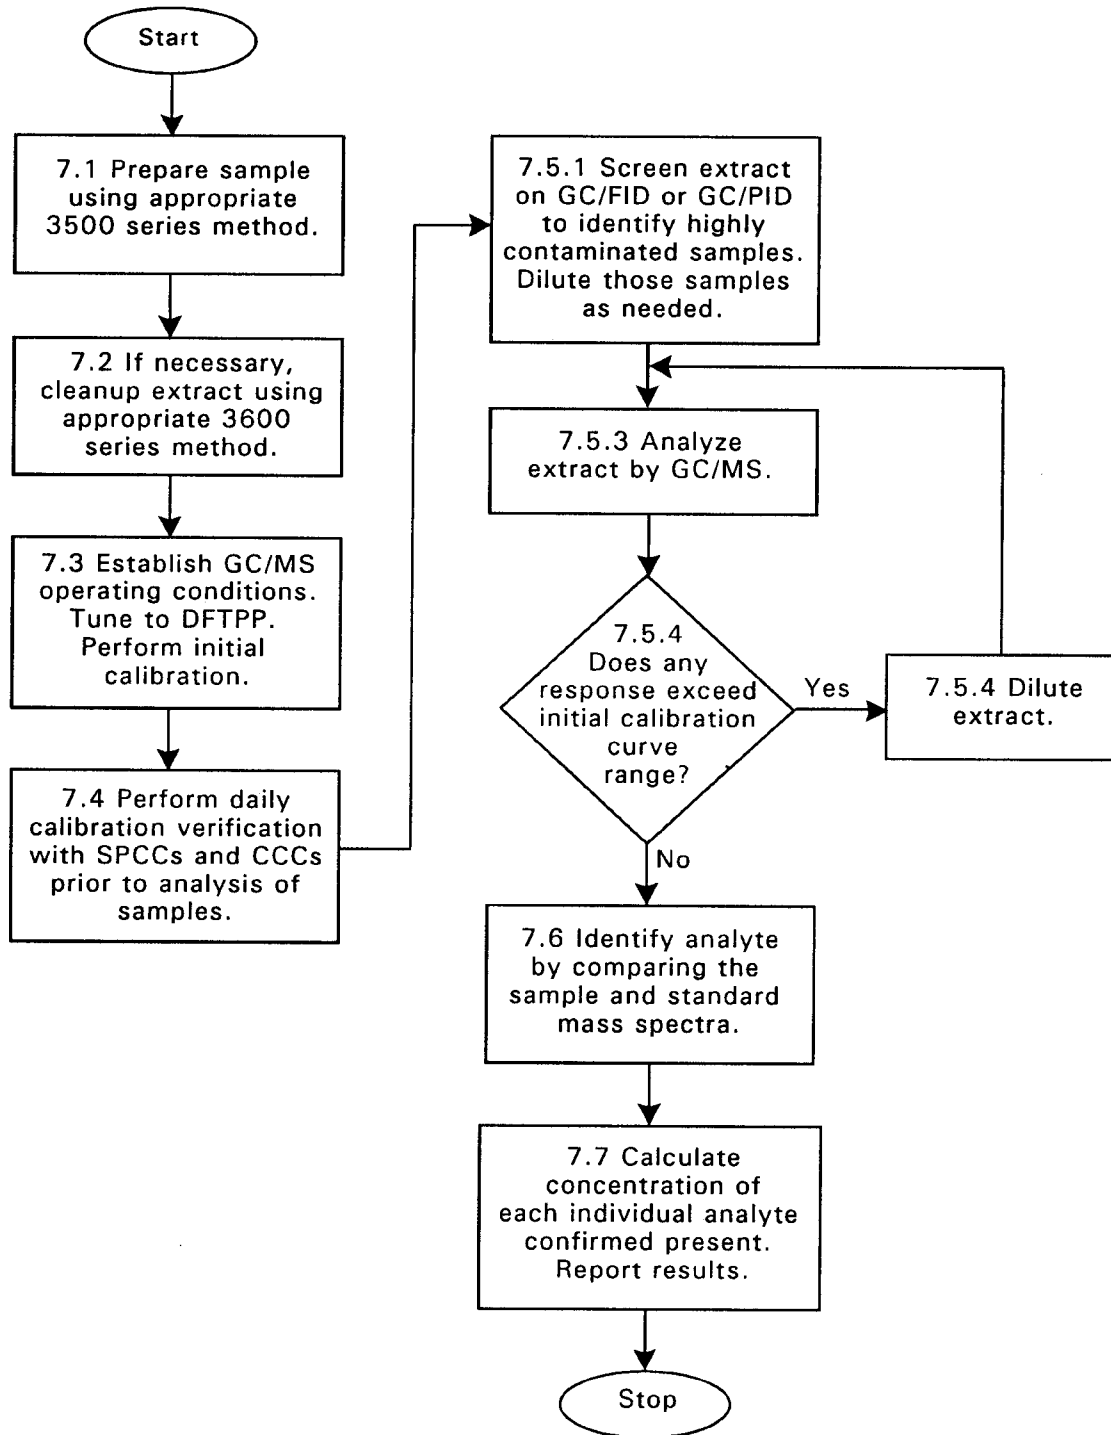 Start
7.1 Prepare sample
using appropriate
3500 series method.
7.2 If necessary,
cleanup extract using
appropriate 3600
series method.
7.3 Establish GC/MS
operating conditions.
Tune to DFTPP.
Perform initial
calibration.
7.4 Perform daily
calibration verification
with SPCCs and CCCs
prior to analysis of
samples.
7.5.1 Screen extract
on GC/FID or GC/PID
to identify highly
contaminated samples.
Dilute those samples
as needed.
7.5.3 Analyze
extract by GC/MS.
7.5.4
Does any
response exceed
initial calibration
curve
range?
Yes
7.5.4 Dilute
extract.
No
7.6 Identify analyte
by comparing the
sample and standard
mass spectra.
7.7 Calculate
concentration of
each individual analyte
confirmed present.
Report results.
Stop